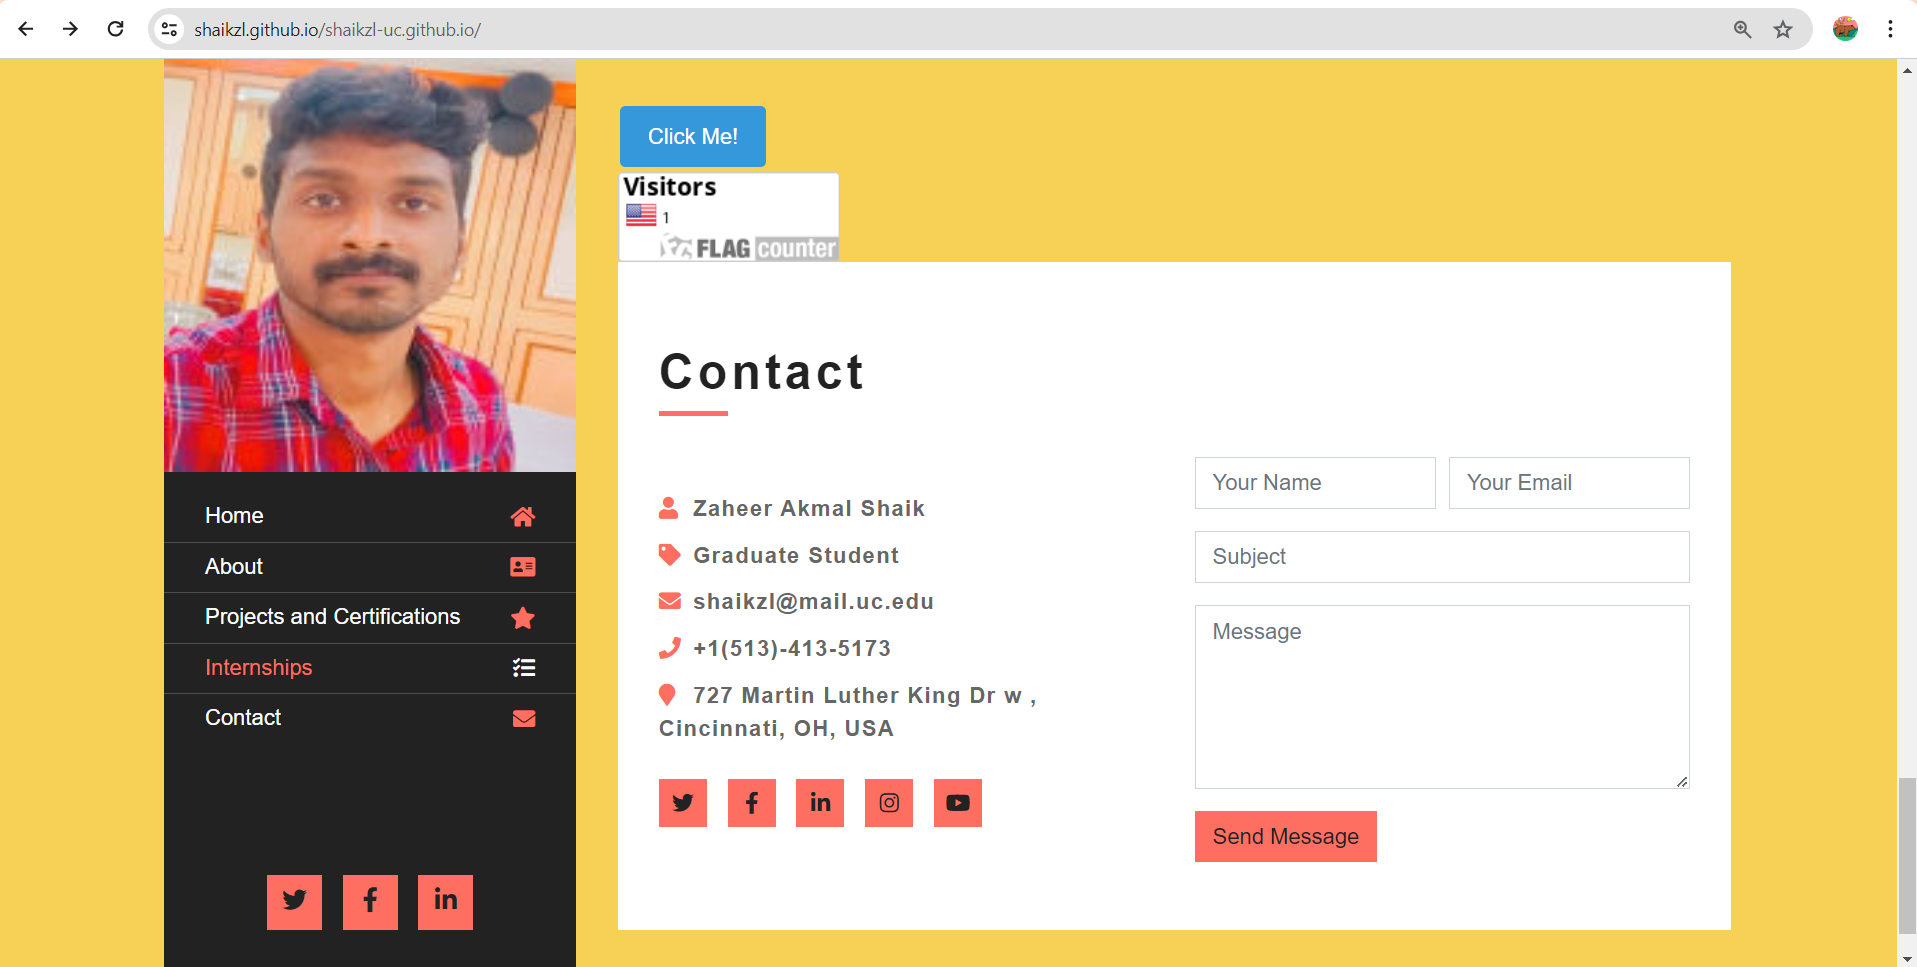 shaikzl.github.io/shaikzl-uc.github.io/
Home
About
Projects and Certifications
Internships
Contact
Click Me!
Visitors
1
FLAG counter
Contact
Zaheer Akmal Shaik
Graduate Student
shaikzl@mail.uc.edu
+1(513)-413-5173
727 Martin Luther King Dr w ,
Cincinnati, OH, USA
Your Name
Your Email
Subject
Message
Send Message